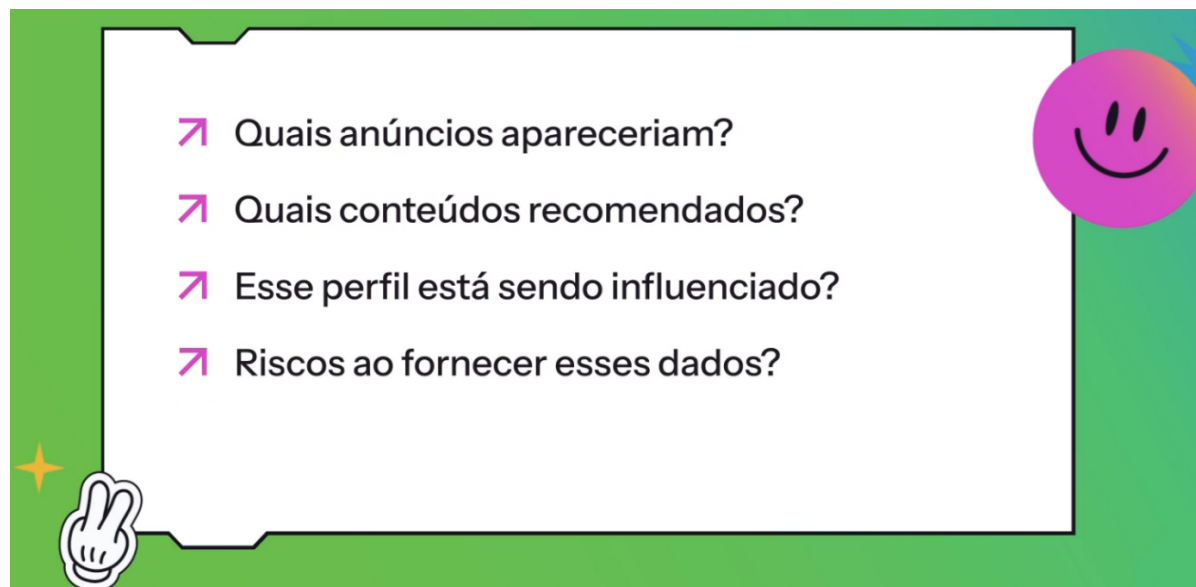 Quais anúncios apareceriam?
Quais conteúdos recomendados?
Esse perfil está sendo influenciado?
Riscos ao fornecer esses dados?